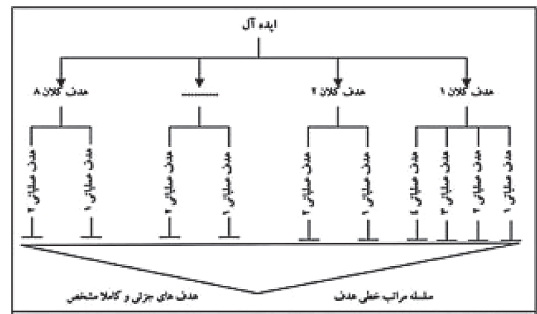 ایده آل
هدف کلان ۱
هدف کلان ۲
............
هدف کلان ۸
هدف عملیاتی ۱
هدف عملیاتی ۲
هدف عملیاتی ۳
هدف عملیاتی ٤
هدف عملیاتی ۱
هدف عملیاتی ۲
هدف عملیاتی ۱
هدف عملیاتی ۲
هدف عملیاتی ۱
هدف عملیاتی ۲
سلسله مراتب خطی هدف
هدف های جزئی و کاملا مشخص